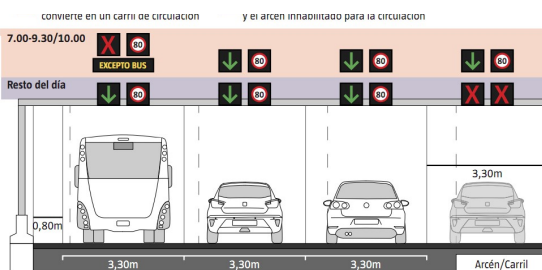 convierte en un carril de circulación
y el arcén inhabilitado para la circulación
7.00-9.30/10.00
X 80
EXCEPTO BUS
80
80
80
Resto del día
80
80
80
X X
3,30m
0,80m
3,30m
3,30m
3,30m
Arcén/Carril